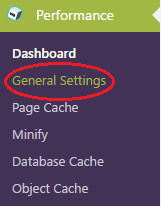 Performance
Dashboard
General Settings
Page Cache
Minify
Database Cache
Object Cache